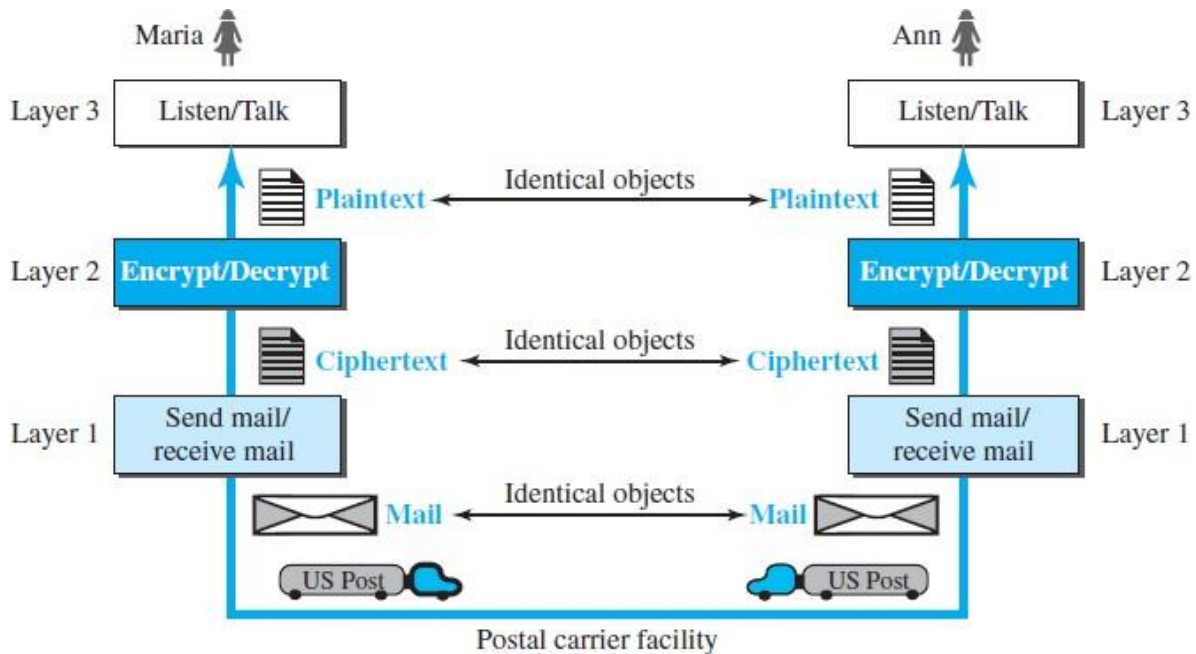 Maria
Ann
Layer 3
Listen/Talk
Listen/Talk
Layer 3
Identical objects
Plaintext
Plaintext
Layer 2
Encrypt/Decrypt
Encrypt/Decrypt
Layer 2
Identical objects
Ciphertext
Ciphertext
Layer 1
Send mail/
receive mail
Send mail/
receive mail
Layer 1
Identical objects
Mail
Mail
US Post
US Post
Postal carrier facility